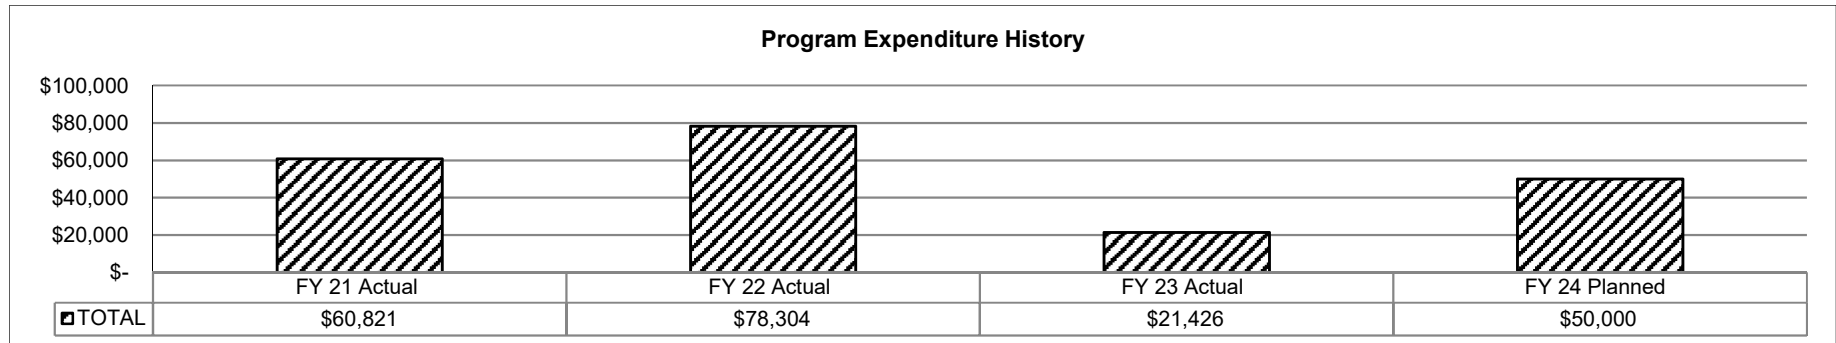 Program Expenditure History
$100,000
$80,000
$60,000
$40,000
$20,000
$-
FY 21 Actual FY 22 Actual FY 23 Actual FY 24 Planned
TOTAL $60,821 $78,304 $21,426 $50,000